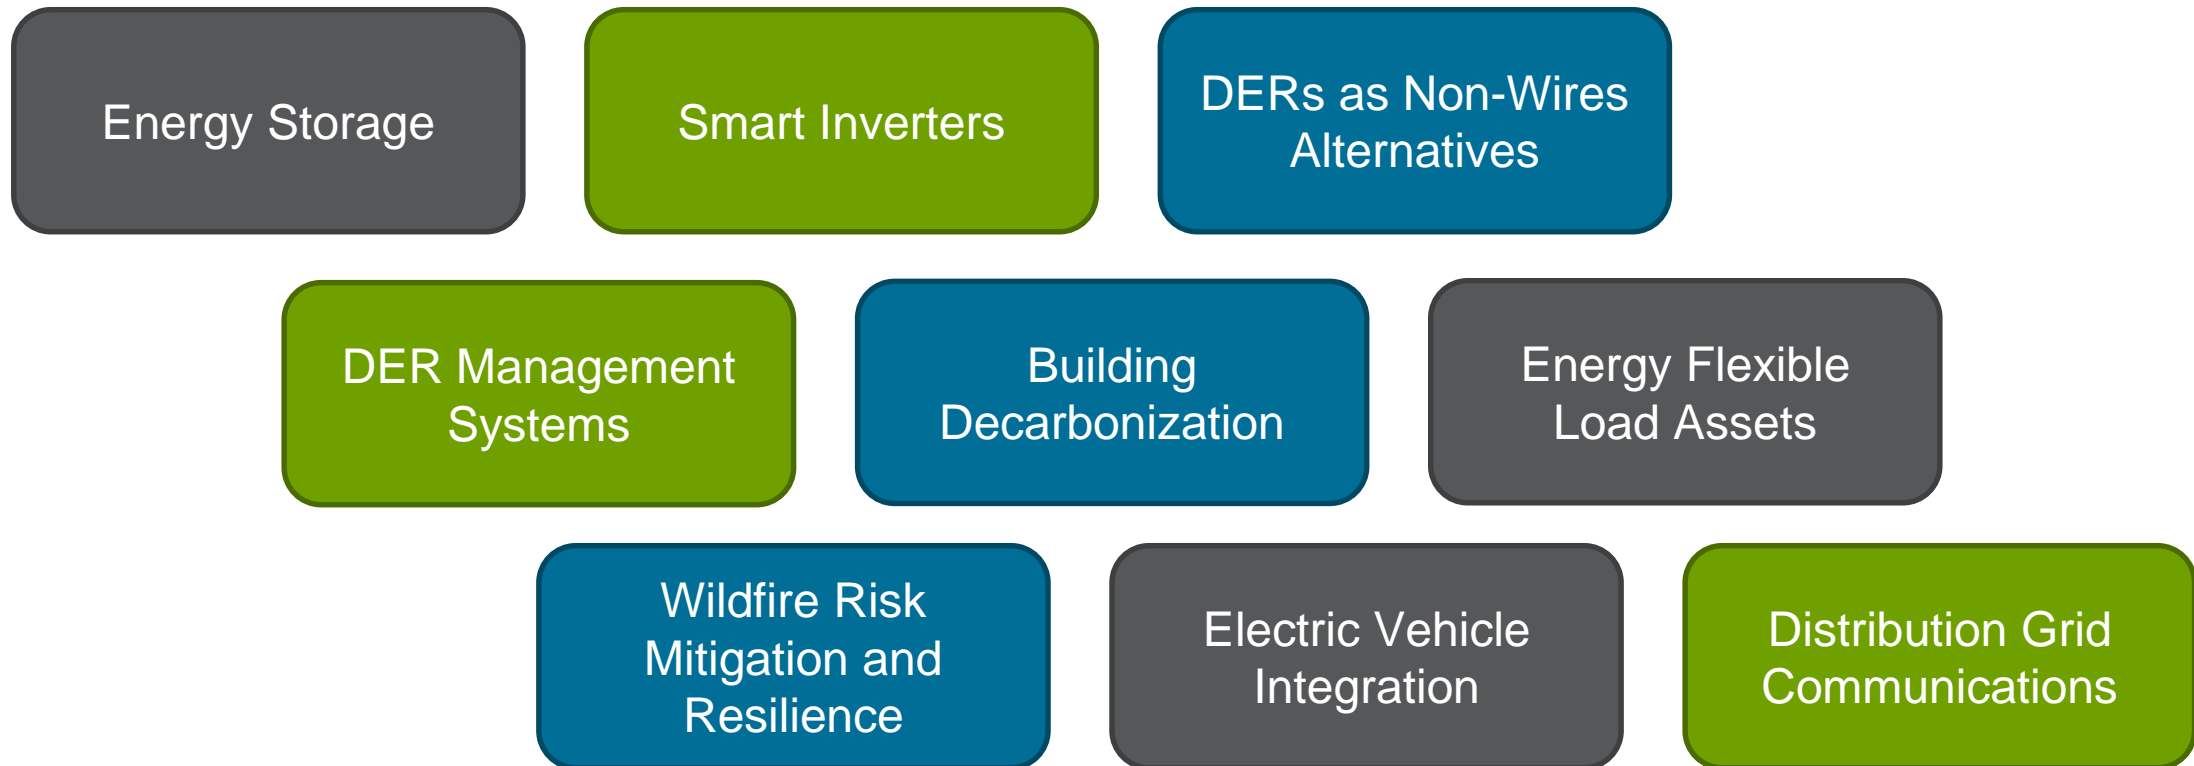 Energy Storage
Smart Inverters
DERs as Non-Wires
Alternatives
DER Management
Systems
Building
Decarbonization
Energy Flexible
Load Assets
Wildfire Risk
Mitigation and
Resilience
Electric Vehicle
Integration
Distribution Grid
Communications